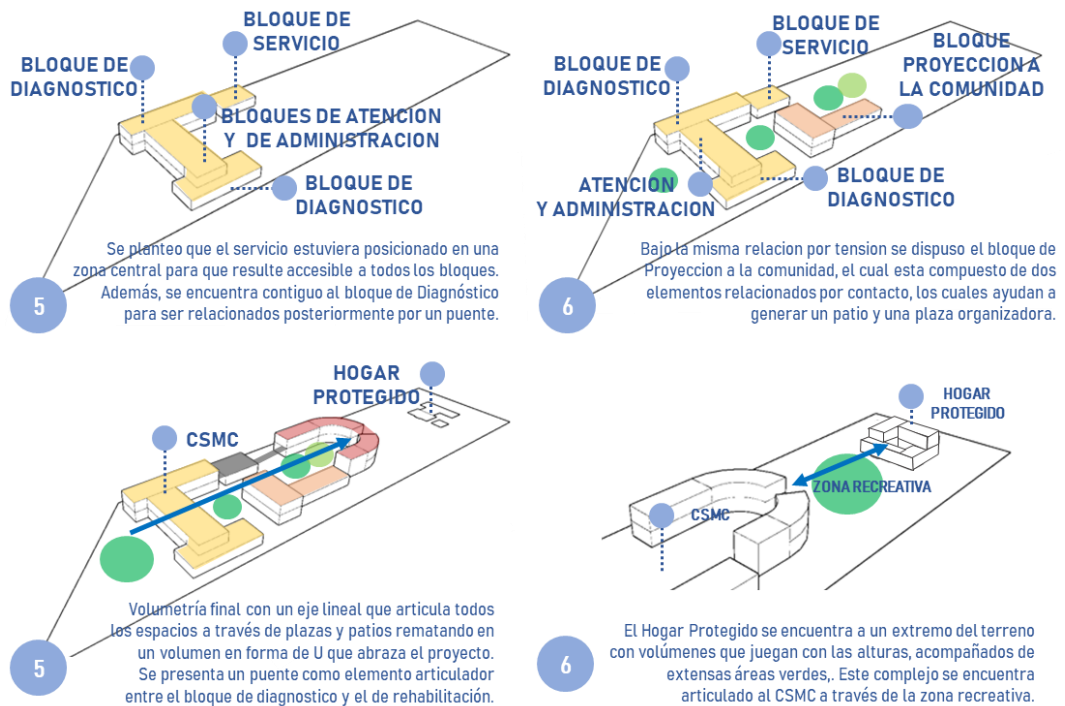 BLOQUE DE
SERVICIO
BLOQUE DE
DIAGNOSTICO
BLOQUES DE ATENCION
Y DE ADMINISTRACION
BLOQUE DE
DIAGNOSTICO
Se planteo que el servicio estuviera posicionado en una
zona central para que resulte accesible a todos los bloques.
Además, se encuentra contiguo al bloque de Diagnóstico
para ser relacionados posteriormente por un puente.
5
BLOQUE DE
SERVICIO
BLOQUE
PROYECCION A
LA COMUNIDAD
BLOQUE DE
DIAGNOSTICO
ATENCION
Y ADMINISTRACION
BLOQUE DE
DIAGNOSTICO
Bajo la misma relacion por tension se dispuso el bloque de
Proyeccion a la comunidad, el cual esta compuesto de dos
elementos relacionados por contacto, los cuales ayudan a
generar un patio y una plaza organizadora.
6
HOGAR
PROTEGIDO
CSMC
Volumetría final con un eje lineal que articula todos
los espacios a través de plazas y patios rematando en
un volumen en forma de U que abraza el proyecto.
Se presenta un puente como elemento articulador
entre el bloque de diagnostico y el de rehabilitación.
5
HOGAR
PROTEGIDO
ZONA RECREATIVA
CSMC
El Hogar Protegido se encuentra a un extremo del terreno
con volúmenes que juegan con las alturas, acompañados de
extensas áreas verdes,. Este complejo se encuentra
articulado al CSMC a través de la zona recreativa.
6